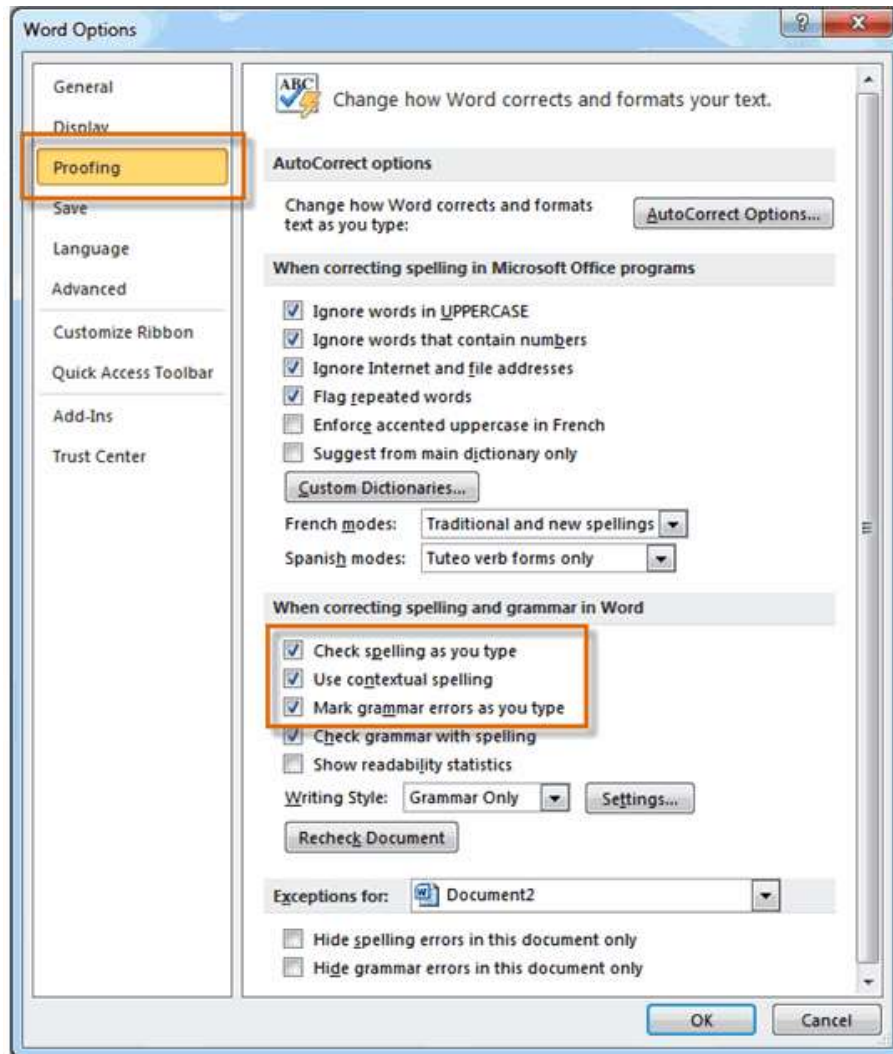 Word Options
General
Display
Proofing
Save
Language
Advanced
Customize Ribbon
Quick Access Toolbar
Add-Ins
Trust Center
ABC
Change how Word corrects and formats your text.
AutoCorrect options
Change how Word corrects and formats
text as you type:
AutoCorrect Options...
When correcting spelling in Microsoft Office programs
Ignore words in UPPERCASE
Ignore words that contain numbers
Ignore Internet and file addresses
Flag repeated words
Enforce accented uppercase in French
Suggest from main dictionary only
Custom Dictionaries...
French modes: Traditional and new spellings
Spanish modes: Tuteo verb forms only
When correcting spelling and grammar in Word
Check spelling as you type
Use contextual spelling
Mark grammar errors as you type
Check grammar with spelling
Show readability statistics
Writing Style: Grammar Only Settings...
Recheck Document
Exceptions for: Document2
Hide spelling errors in this document only
Hide grammar errors in this document only
OK Cancel